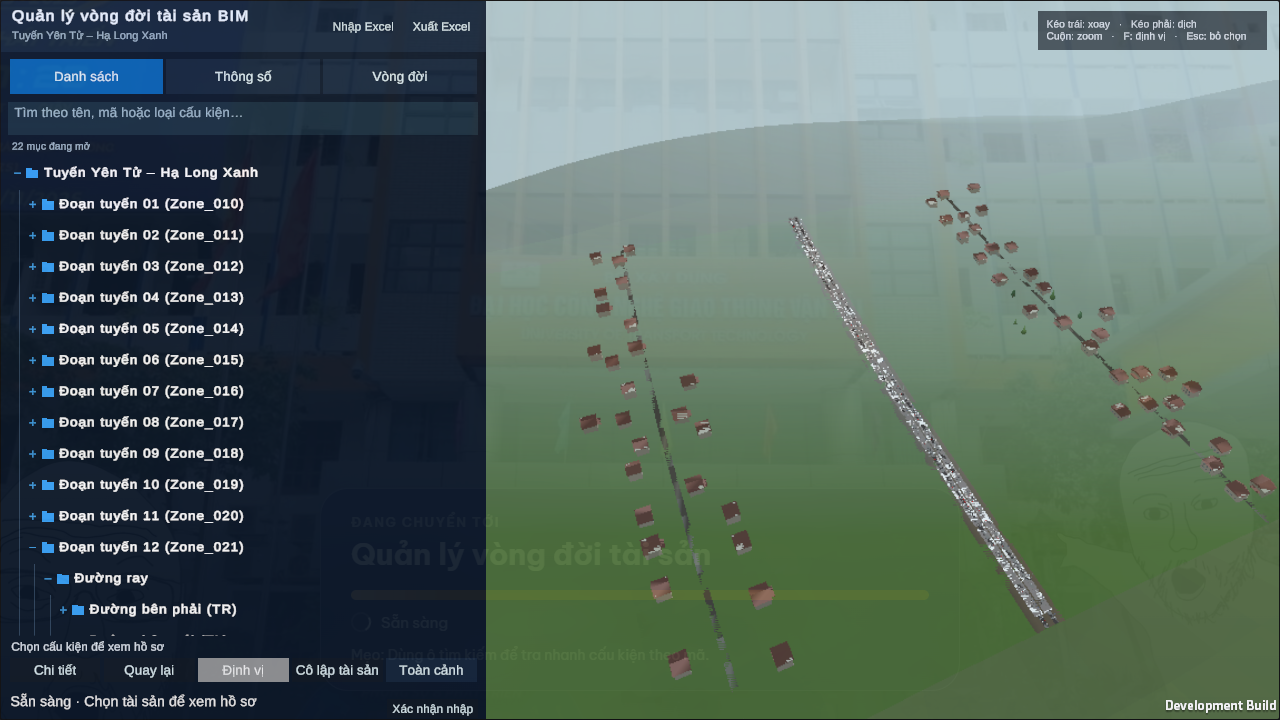 Quản lý vòng đời tài sản BIM
Tuyến Yên Tử – Hạ Long Xanh
Nhập Excel
Xuất Excel
Danh sách
Thông số
Vòng đời
Tìm theo tên, mã hoặc loại cấu kiện...
22 mục đang mở
Tuyến Yên Tử – Hạ Long Xanh
Đoạn tuyến 01 (Zone_010)
Đoạn tuyến 02 (Zone_011)
Đoạn tuyến 03 (Zone_012)
Đoạn tuyến 04 (Zone_013)
Đoạn tuyến 05 (Zone_014)
Đoạn tuyến 06 (Zone_015)
Đoạn tuyến 07 (Zone_016)
Đoạn tuyến 08 (Zone_017)
Đoạn tuyến 09 (Zone_018)
Đoạn tuyến 10 (Zone_019)
Đoạn tuyến 11 (Zone_020)
Đoạn tuyến 12 (Zone_021)
Đường ray
Đường bên phải (TR)
Chọn cấu kiện để xem hồ sơ
Chi tiết
Quay lại
Định vị
Cô lập tài sản
Toàn cảnh
Sẵn sàng · Chọn tài sản để xem hồ sơ
Xác nhận nhập
Kéo trái: xoay · Kéo phải: dịch
Cuộn: zoom · F: định vị · Esc: bỏ chọn
ĐANG CHUYỂN TỚI
Quản lý vòng đời tài sản
Sẵn sàng
Mẹo: Dùng ô tìm kiếm để tra nhanh cấu kiện theo mã.
Development Build